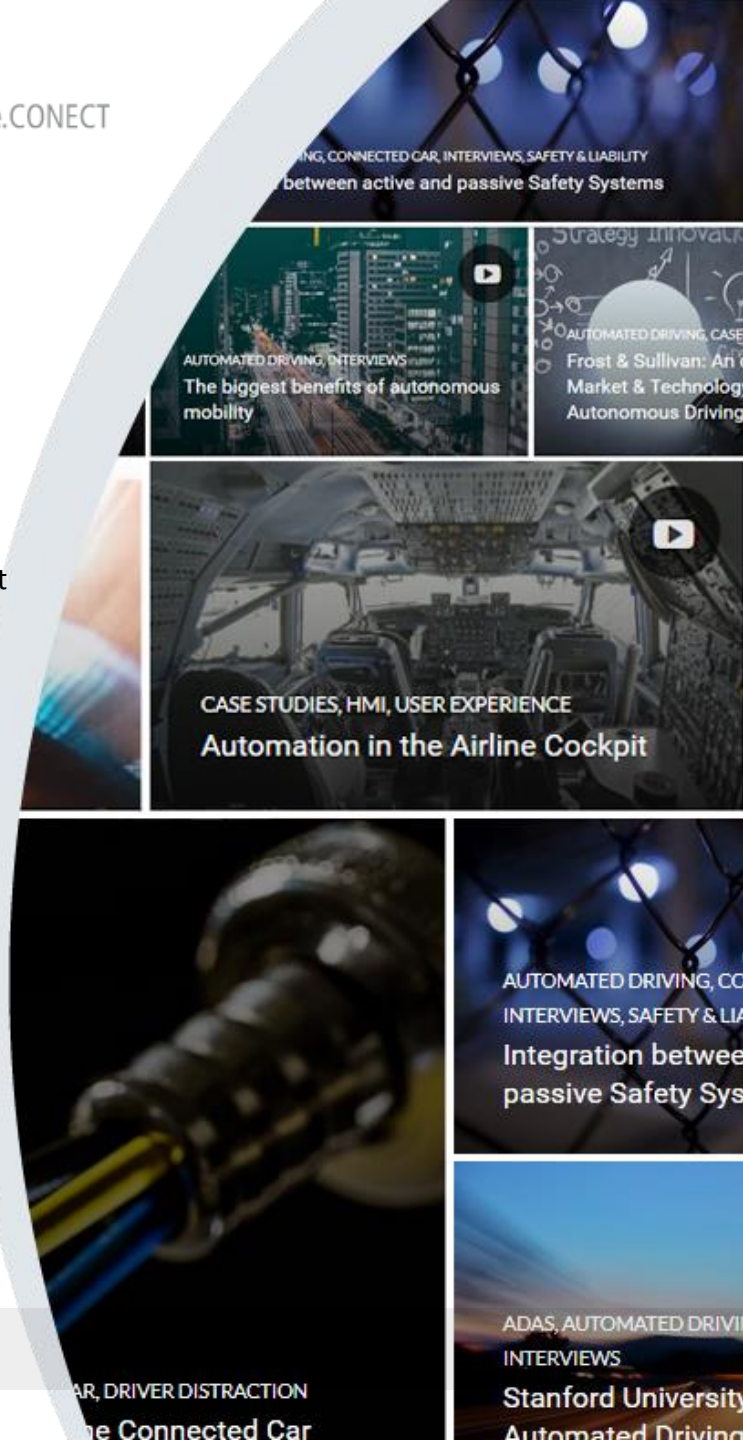 .CONECT
ING, CONNECTED CAR, INTERVIEWS, SAFETY & LIABILITY
between active and passive Safety Systems
Strategy Innovati
AUTOMATED DRIVING, INTERVIEWS
The biggest benefits of autonomous
mobility
AUTOMATED DRIVING, CASE
Frost & Sullivan: An
Market & Technology
Autonomous Driving
t
CASE STUDIES, HMI, USER EXPERIENCE
Automation in the Airline Cockpit
AUTOMATED DRIVING, CO
INTERVIEWS, SAFETY & LIA
Integration betwee
passive Safety Sys
AR, DRIVER DISTRACTION
e Connected Car
ADAS, AUTOMATED DRIVI
INTERVIEWS
Stanford University
Automated Driving